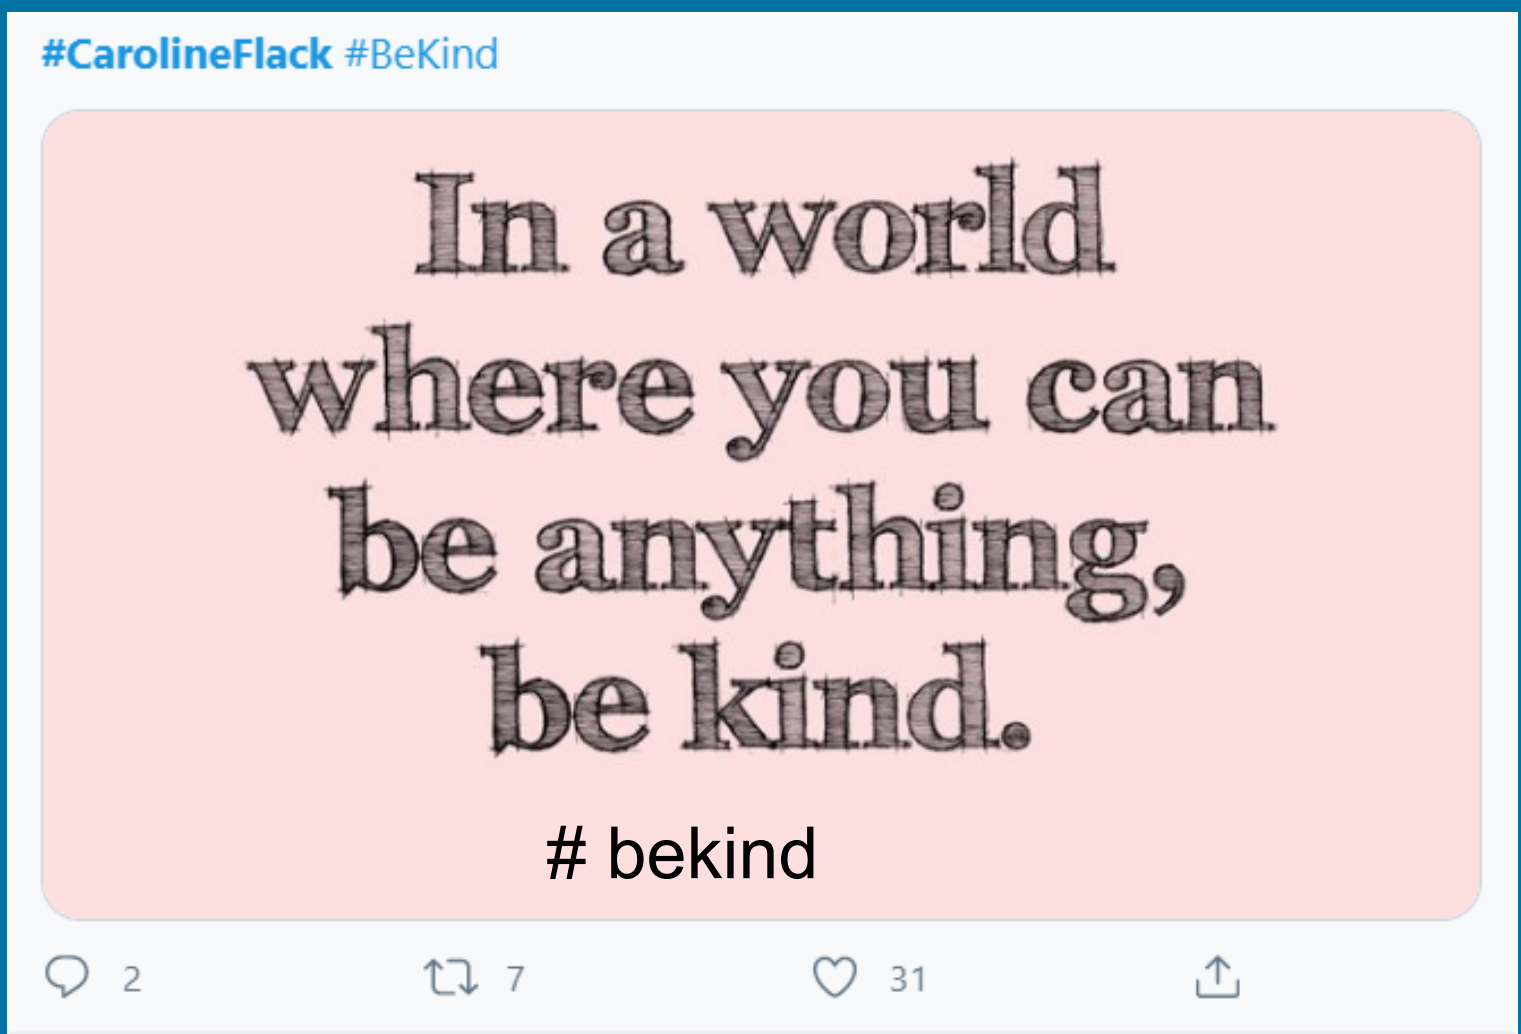 #CarolineFlack #BeKind
In a world
where you can
be anything,
be kind.
# bekind
2 7 31